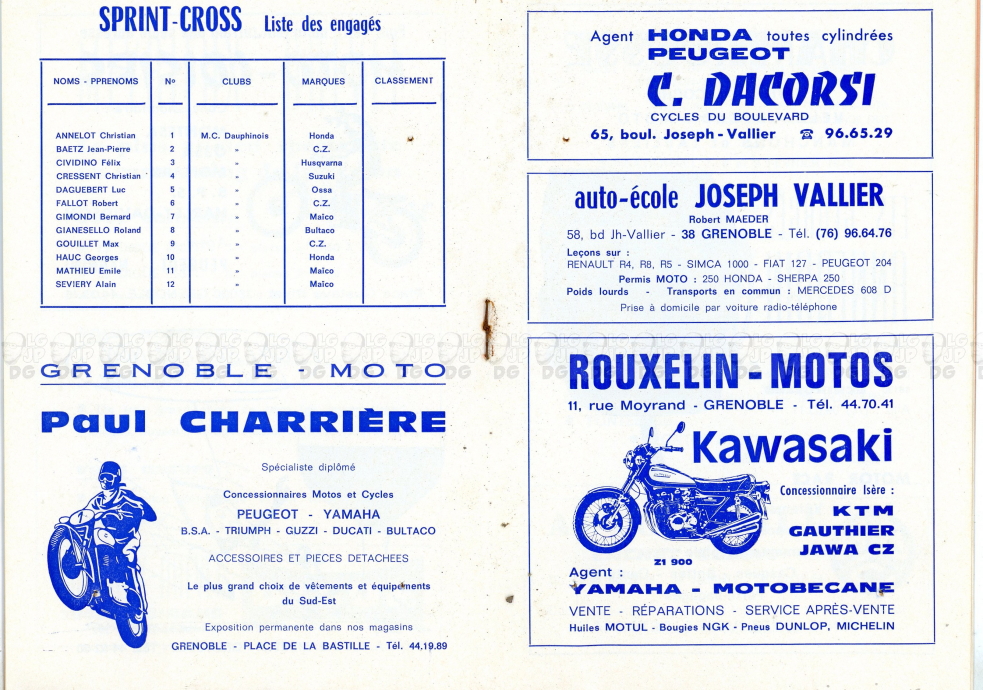 SPRINT-CROSS Liste des engagés
NOMS - PPRENOMS Nº CLUBS MARQUES CLASSEMENT
ANNELOT Christian 1 M.C. Dauphinois Honda
BAETZ Jean-Pierre 2 » C.Z.
CIVIDINO Félix 3 » Husqvarna
CRESSENT Christian 4 » Suzuki
DAGUEBERT Luc 5 » Ossa
FALLOT Robert 6 » C.Z.
GIMONDI Bernard 7 » Maïco
GIANESELLO Roland 8 » Bultaco
GOUILLET Max 9 » C.Z.
HAUC Georges 10 » Honda
MATHIEU Emile 11 » Maïco
SEVIERY Alain 12 » Maïco
GRENOBLE - MOTO
Paul CHARRIÈRE
Spécialiste diplômé
Concessionnaires Motos et Cycles
PEUGEOT - YAMAHA
B.S.A. - TRIUMPH - GUZZI - DUCATI - BULTACO
ACCESSOIRES ET PIECES DETACHEES
Le plus grand choix de vêtements et équipements
du Sud-Est
Exposition permanente dans nos magasins
GRENOBLE - PLACE DE LA BASTILLE - Tél. 44.19.89
Agent HONDA toutes cylindrées
PEUGEOT
C. DACORSI
CYCLES DU BOULEVARD
65, boul. Joseph-Vallier ☎ 96.65.29
auto-école JOSEPH VALLIER
Robert MAEDER
58, bd Jh-Vallier - 38 GRENOBLE - Tél. (76) 96.64.76
Leçons sur :
RENAULT R4, R8, R5 - SIMCA 1000 - FIAT 127 - PEUGEOT 204
Permis MOTO : 250 HONDA - SHERPA 250
Poids lourds - Transports en commun : MERCEDES 608 D
Prise à domicile par voiture radio-téléphone
ROUXELIN-MOTOS
11, rue Moyrand - GRENOBLE - Tél. 44.70.41
Kawasaki
Concessionnaire Isère :
KTM
GAUTHIER
JAWA CZ
Z1 900
Agent :
YAMAHA - MOTOBECANE
VENTE - RÉPARATIONS - SERVICE APRÈS-VENTE
Huiles MOTUL - Bougies NGK - Pneus DUNLOP, MICHELIN